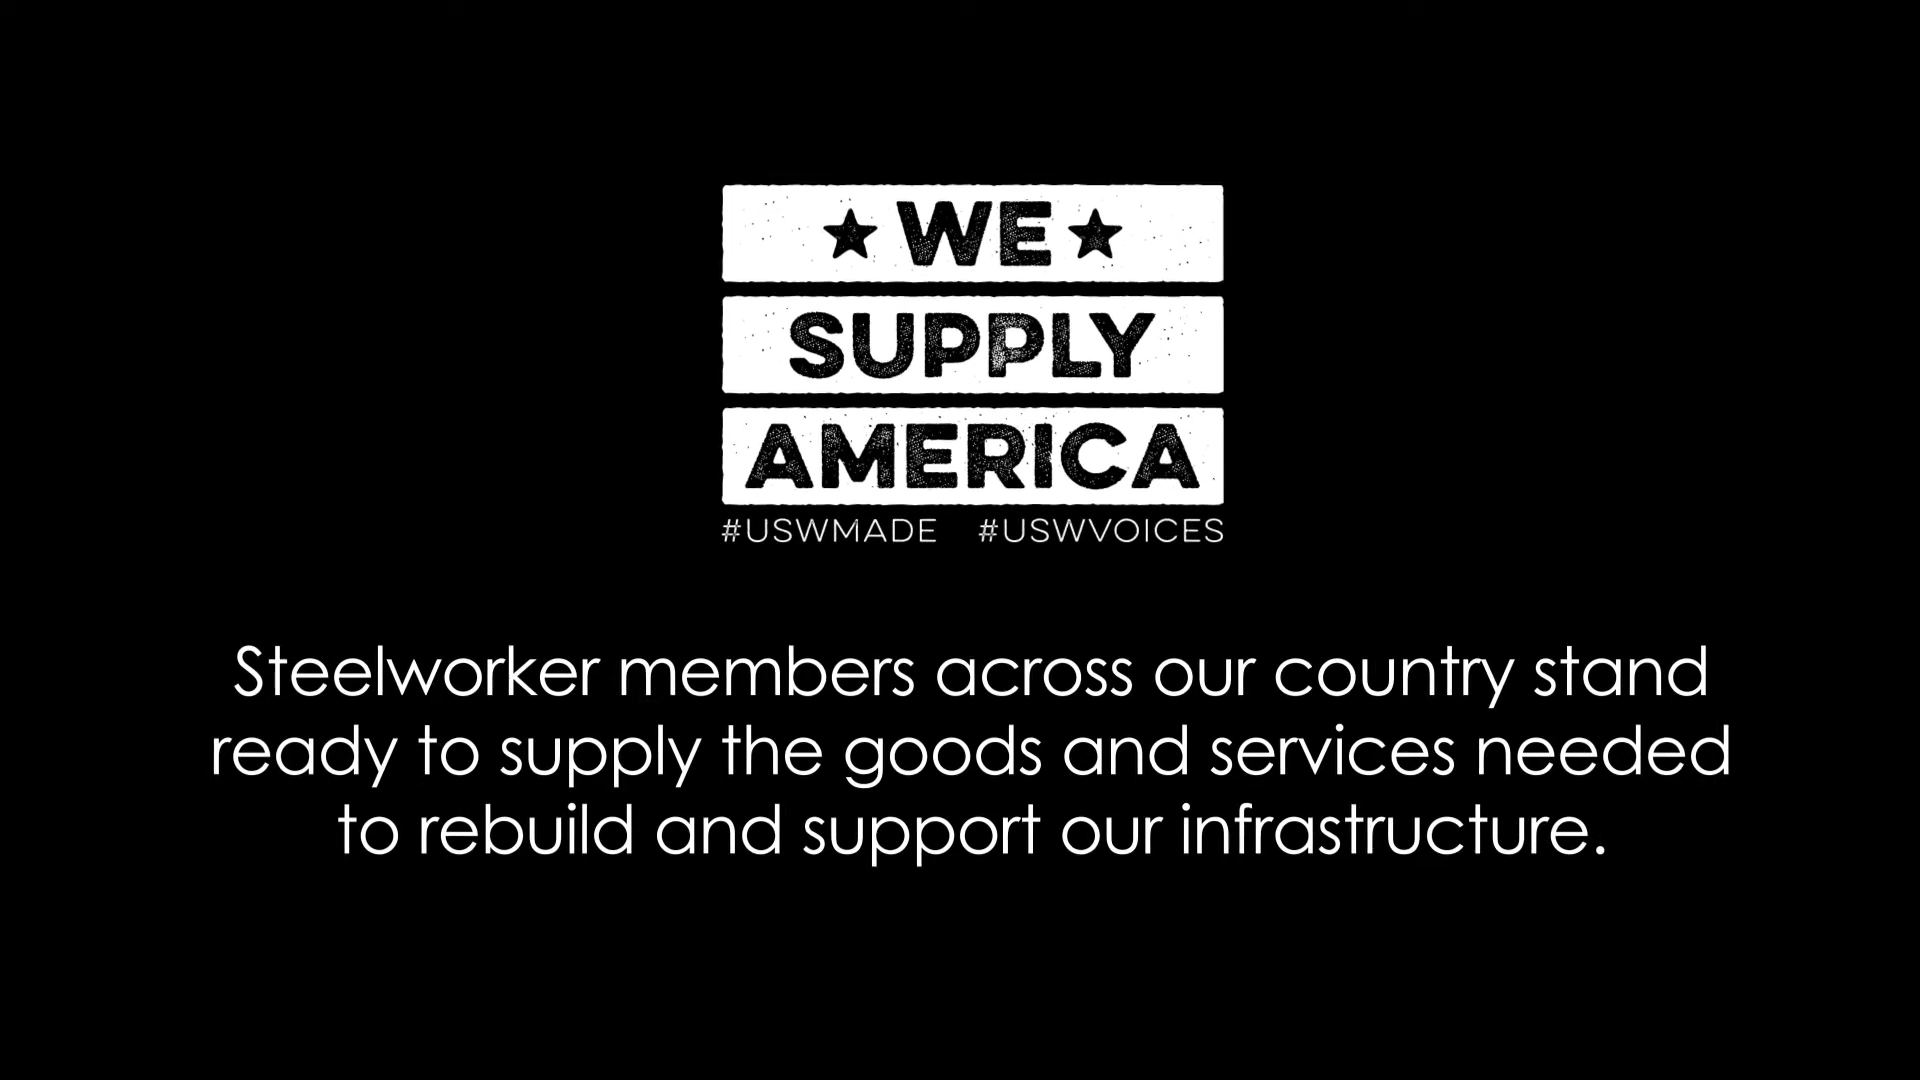 ★ WE ★
SUPPLY
AMERICA
#USWMADE #USWVOICES
Steelworker members across our country stand
ready to supply the goods and services needed
to rebuild and support our infrastructure.